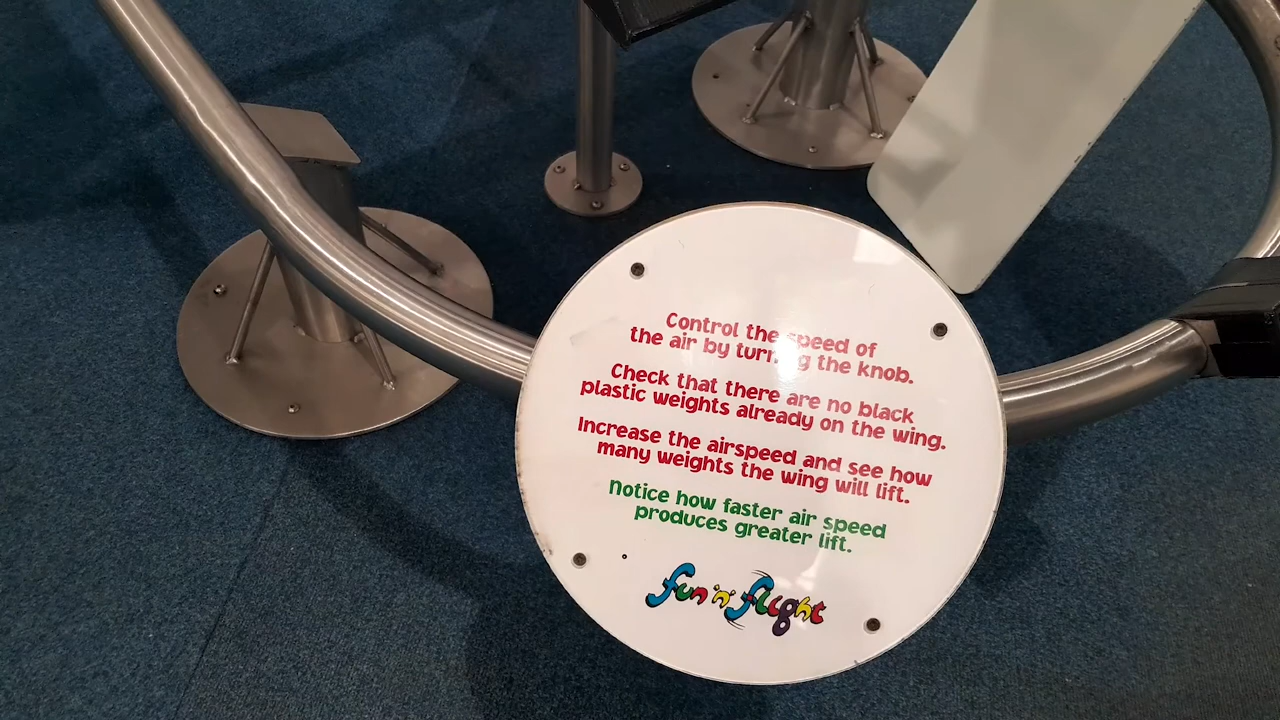 Control the speed of
the air by turning the knob.
Check that there are no black
plastic weights already on the wing.
Increase the airspeed and see how
many weights the wing will lift.
Notice how faster air speed
produces greater lift.
fun 'n' flight